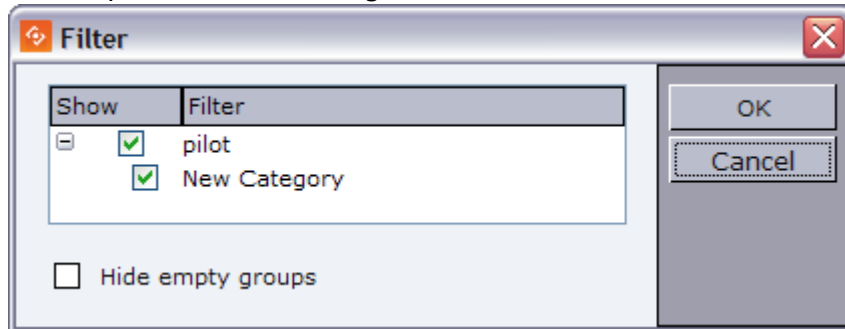 Filter
Show Filter
pilot
New Category
Hide empty groups
OK
Cancel